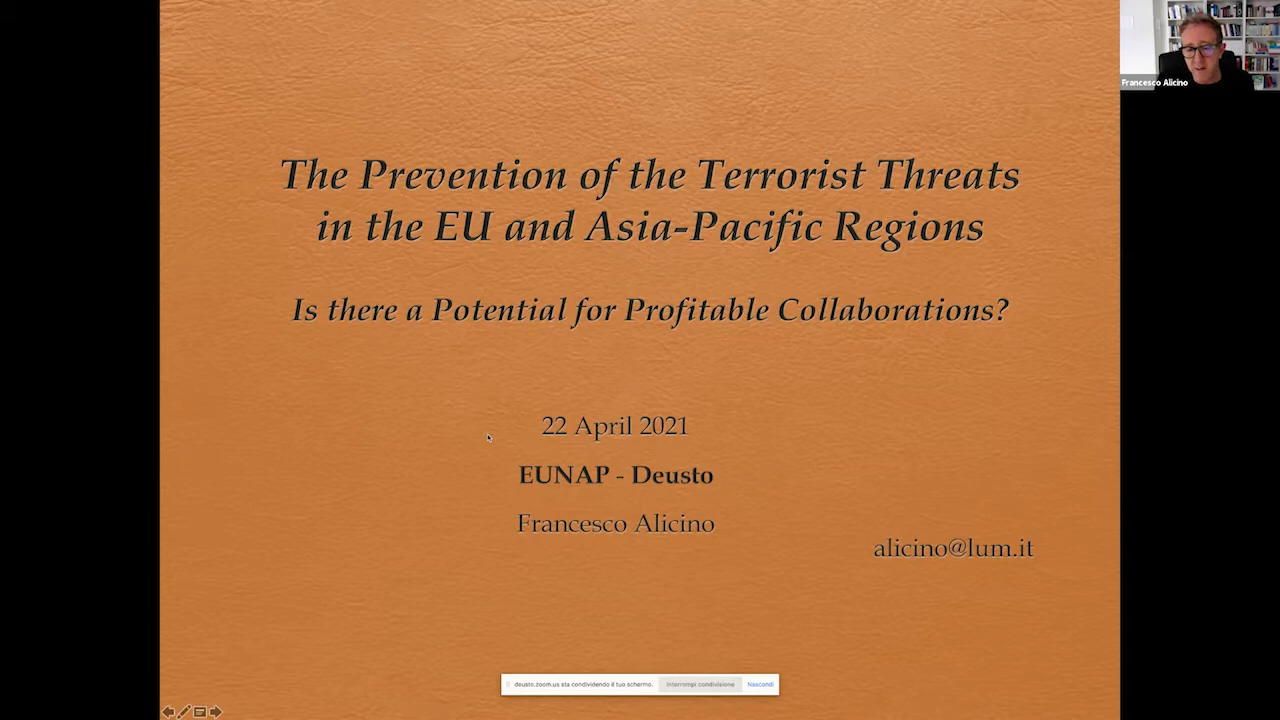 Francesco Alicino
The Prevention of the Terrorist Threats
in the EU and Asia-Pacific Regions
Is there a Potential for Profitable Collaborations?
22 April 2021
EUNAP - Deusto
Francesco Alicino
alicino@lum.it
deusto.zoom.us sta condividendo il tuo schermo.
Interrompi condivisione
Nascondi